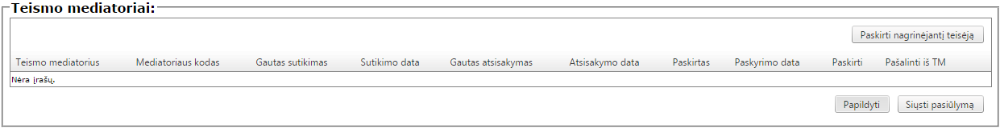 Teismo mediatoriai:
Paskirti nagrinėjantį teisėją
Teismo mediatorius Mediatoriaus kodas Gautas sutikimas Sutikimo data Gautas atsisakymas Atsisakymo data Paskirtas Paskyrimo data Paskirti Pašalinti iš TM
Nėra įrašų.
Papildyti Siųsti pasiūlymą